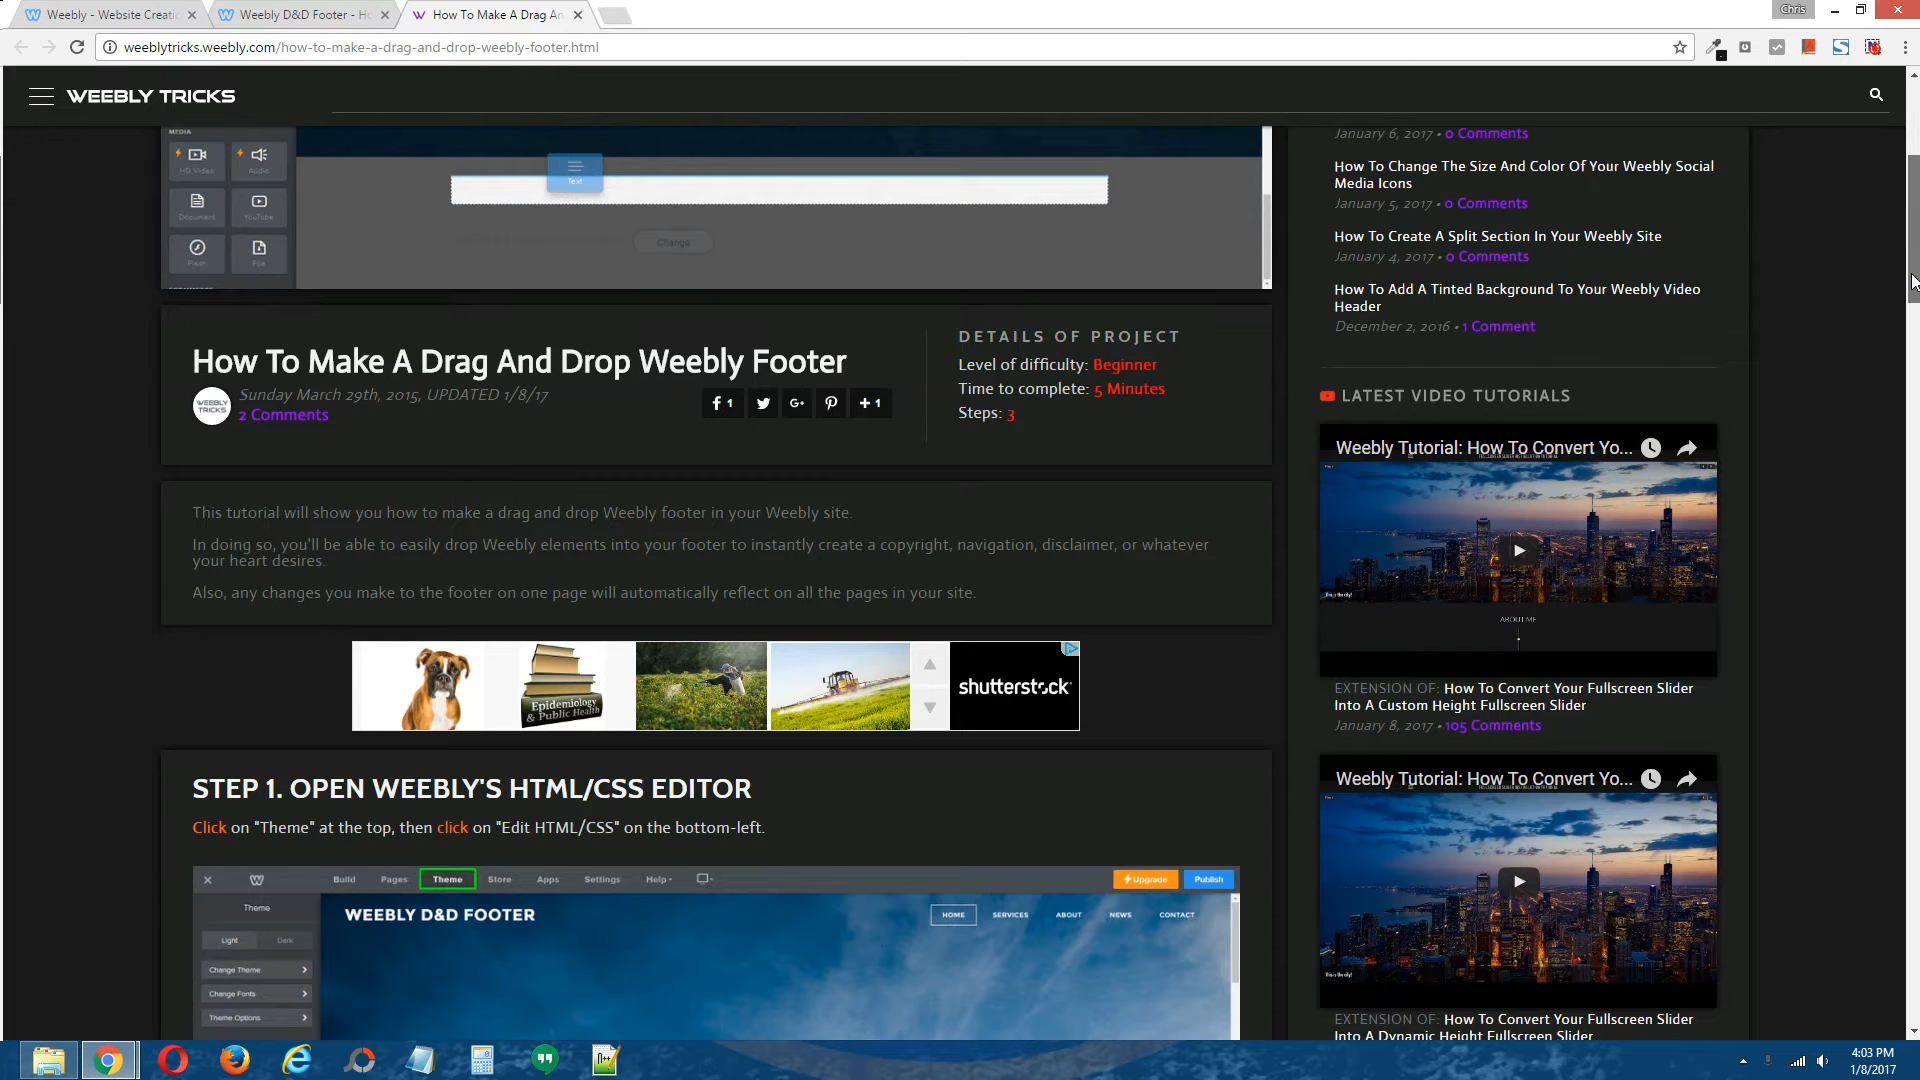 Weebly - Website Creati
Weebly D&D Footer - Ho
How To Make A Drag An
Chris
weeblytricks.weebly.com/how-to-make-a-drag-and-drop-weebly-footer.html
WEEBLY TRICKS
MEDIA
HD Video
Audio
Document
YouTube
Flash
File
Text
Change
January 6, 2017 • 0 Comments
How To Change The Size And Color Of Your Weebly Social
Media Icons
January 5, 2017 • 0 Comments
How To Create A Split Section In Your Weebly Site
January 4, 2017 • 0 Comments
How To Add A Tinted Background To Your Weebly Video
Header
December 2, 2016 • 1 Comment
How To Make A Drag And Drop Weebly Footer
WEEBLY
TRICKS
Sunday March 29th, 2015, UPDATED 1/8/17
2 Comments
1
G+
+ 1
DETAILS OF PROJECT
Level of difficulty: Beginner
Time to complete: 5 Minutes
Steps: 3
This tutorial will show you how to make a drag and drop Weebly footer in your Weebly site.
In doing so, you'll be able to easily drop Weebly elements into your footer to instantly create a copyright, navigation, disclaimer, or whatever
your heart desires.
Also, any changes you make to the footer on one page will automatically reflect on all the pages in your site.
Epidemiology
& Public Health
shutterstock
STEP 1. OPEN WEEBLY'S HTML/CSS EDITOR
Click on "Theme" at the top, then click on "Edit HTML/CSS" on the bottom-left.
Build
Pages
Theme
Store
Apps
Settings
Help
Upgrade
Publish
Theme
Light
Dark
Change Theme
Change Fonts
Theme Options
WEEBLY D&D FOOTER
HOME
SERVICES
ABOUT
NEWS
CONTACT
LATEST VIDEO TUTORIALS
Weebly Tutorial: How To Convert Yo...
This is the city!
ABOUT ME
EXTENSION OF: How To Convert Your Fullscreen Slider
Into A Custom Height Fullscreen Slider
January 8, 2017 • 105 Comments
Weebly Tutorial: How To Convert Yo...
This is the city!
EXTENSION OF: How To Convert Your Fullscreen Slider
Into A Dynamic Height Fullscreen Slider
4:03 PM
1/8/2017